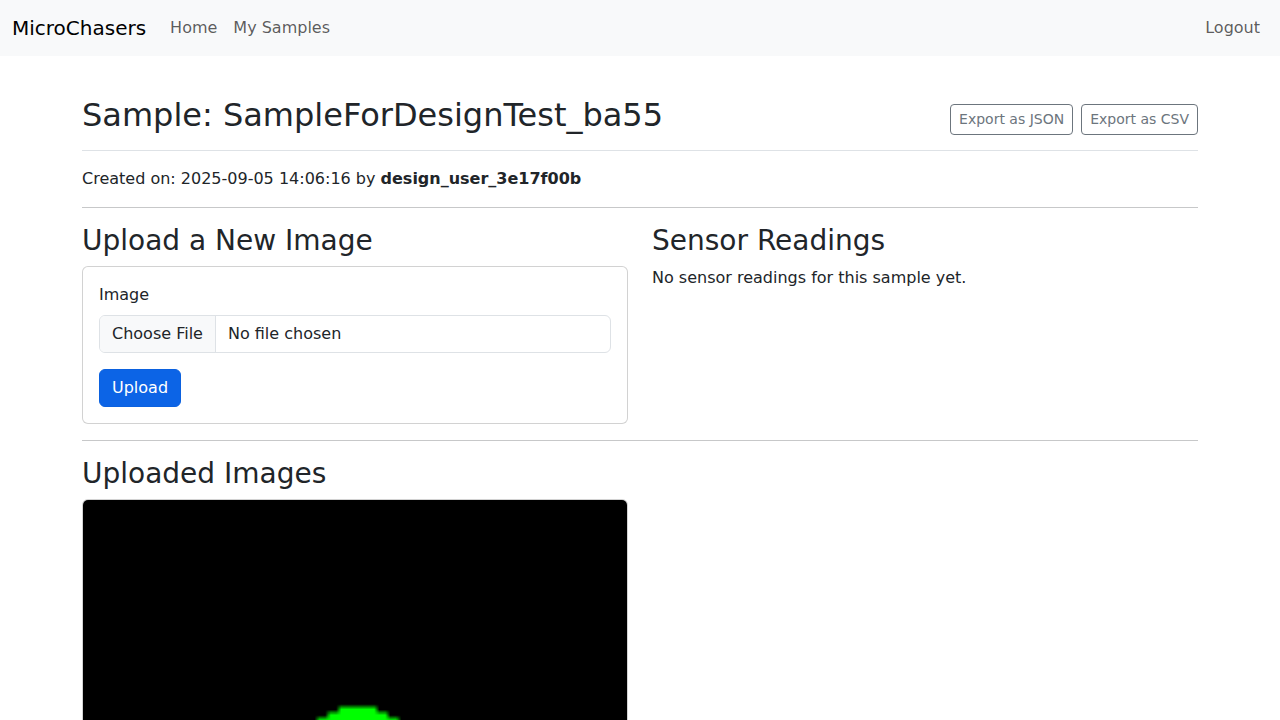 MicroChasers Home My Samples Logout
Sample: SampleForDesignTest_ba55
Export as JSON Export as CSV
Created on: 2025-09-05 14:06:16 by design_user_3e17f00b
Upload a New Image
Image
Choose File No file chosen
Upload
Sensor Readings
No sensor readings for this sample yet.
Uploaded Images